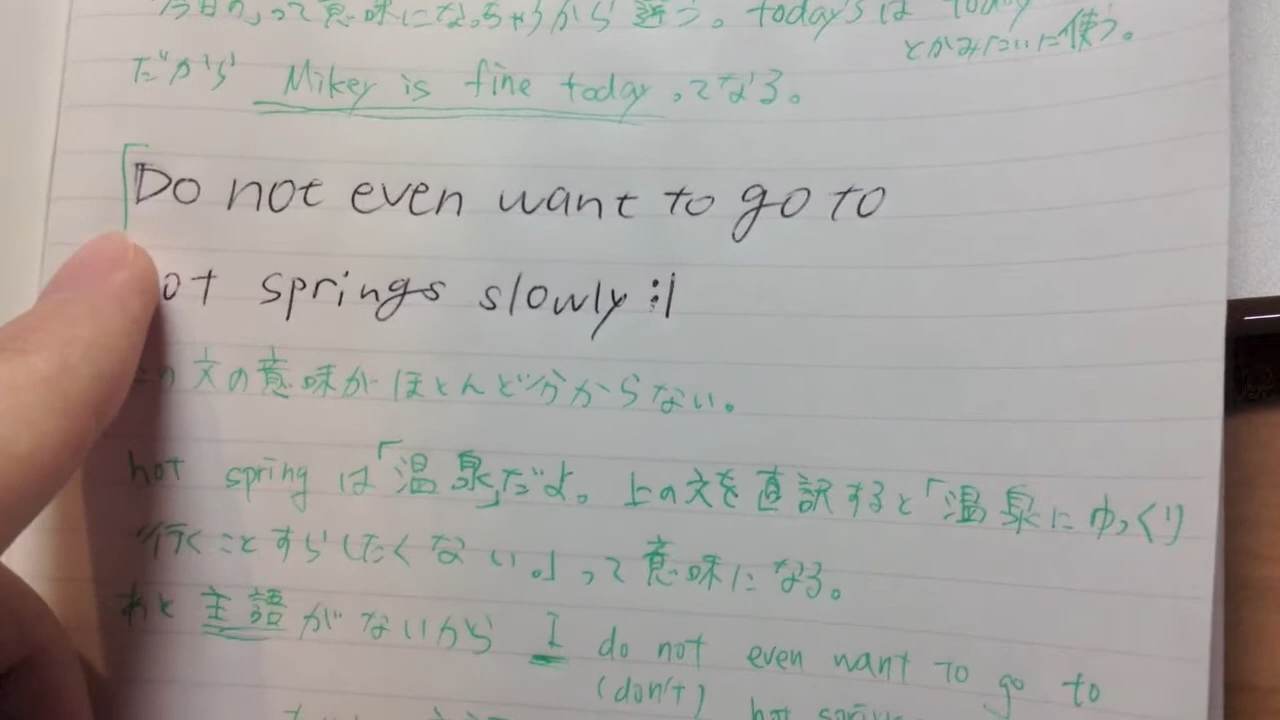 「今日の」って意味になっちゃうから違う。today's は today
とかみたいに使う。
だから Mikey is fine today ってなる。
「Do not even want to go to
ot springs slowly :|
の文の意味がほとんど分からない。
hot spring は「温泉」だよ。上の文を直訳すると「温泉にゆっくり
行くことすらしたくない。」って意味になる。
あと主語がないから I do not even want to go to
(don't) hot